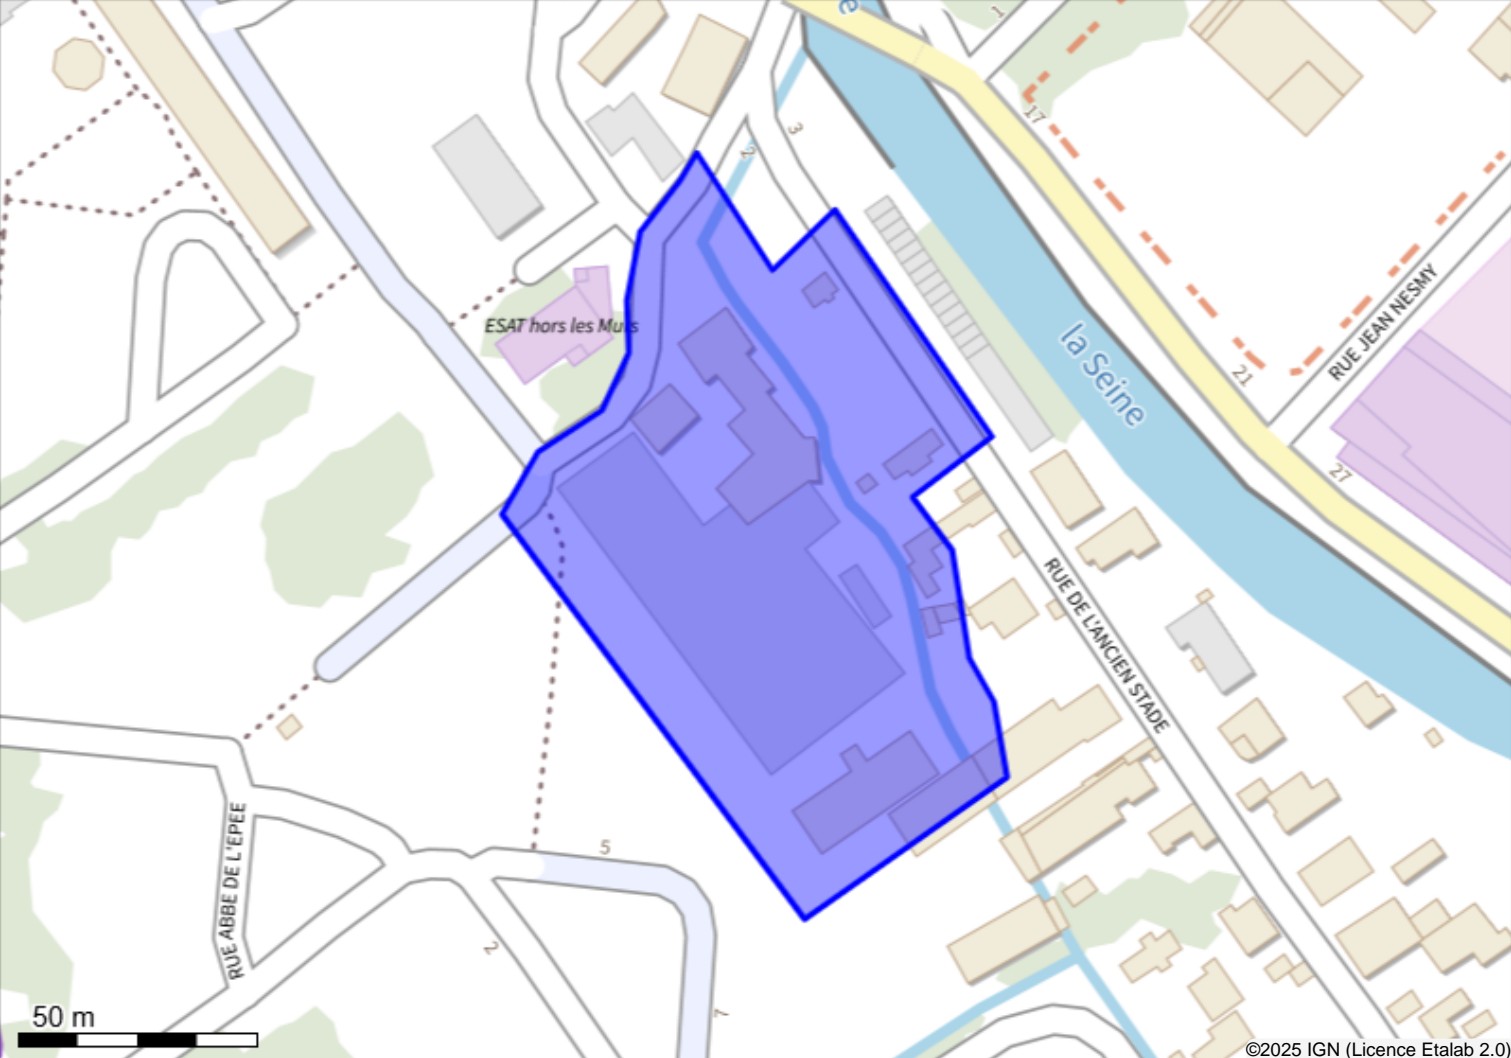 1
e
17
3
2
RUE JEAN NESMY
ESAT hors les Murs
la Seine
21
27
RUE DE L'ANCIEN STADE
RUE ABBE DE L'EPEE
5
2
7
50 m
©2025 IGN (Licence Etalab 2.0)